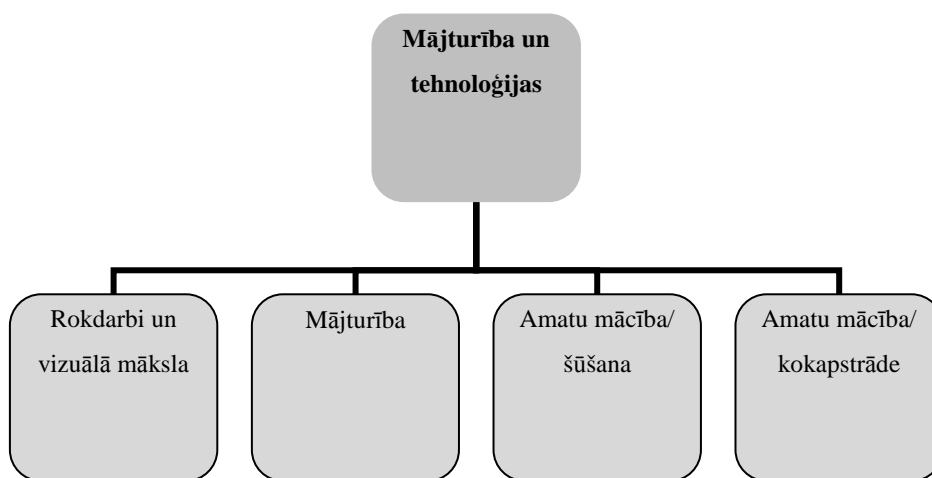 Mājturība un
tehnoloģijas
Rokdarbi un
vizuālā māksla
Mājturība
Amatu mācība/
šūšana
Amatu mācība/
kokapstrāde